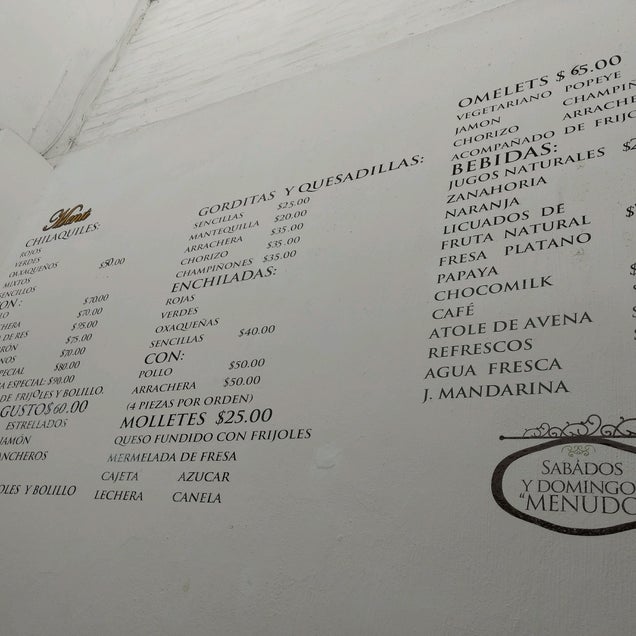 Menú
CHILAQUILES:
ROJOS
VERDES
OAXAQUEÑOS
MIXTOS
SENCILLOS $50.00
CON:
$70.00
$70.00
$95.00
DE RES $75.00
$70.00
$80.00
ESPECIAL: $90.00
DE FRIJOLES Y BOLILLO.
GUSTO $60.00
ESTRELLADOS
JAMÓN
Y BOLILLO
GORDITAS Y QUESADILLAS:
SENCILLAS $25.00
MANTEQUILLA $20.00
ARRACHERA $35.00
CHORIZO $35.00
CHAMPIÑONES $35.00
ENCHILADAS:
ROJAS
VERDES
OXAQUEÑAS
SENCILLAS $40.00
CON:
POLLO $50.00
ARRACHERA $50.00
(4 PIEZAS POR ORDEN)
MOLLETES $25.00
QUESO FUNDIDO CON FRIJOLES
MERMELADA DE FRESA
CAJETA AZUCAR
LECHERA CANELA
OMELETS $ 65.00
VEGETARIANO POPEYE
JAMON
CHORIZO
ACOMPAÑADO DE
BEBIDAS:
JUGOS NATURALES
ZANAHORIA
NARANJA
LICUADOS DE
FRUTA NATURAL
FRESA PLATANO
PAPAYA
CHOCOMILK
CAFÉ
ATOLE DE AVENA
REFRESCOS
AGUA FRESCA
J. MANDARINA
SABÁDOS
Y DOMINGO
"MENUDO